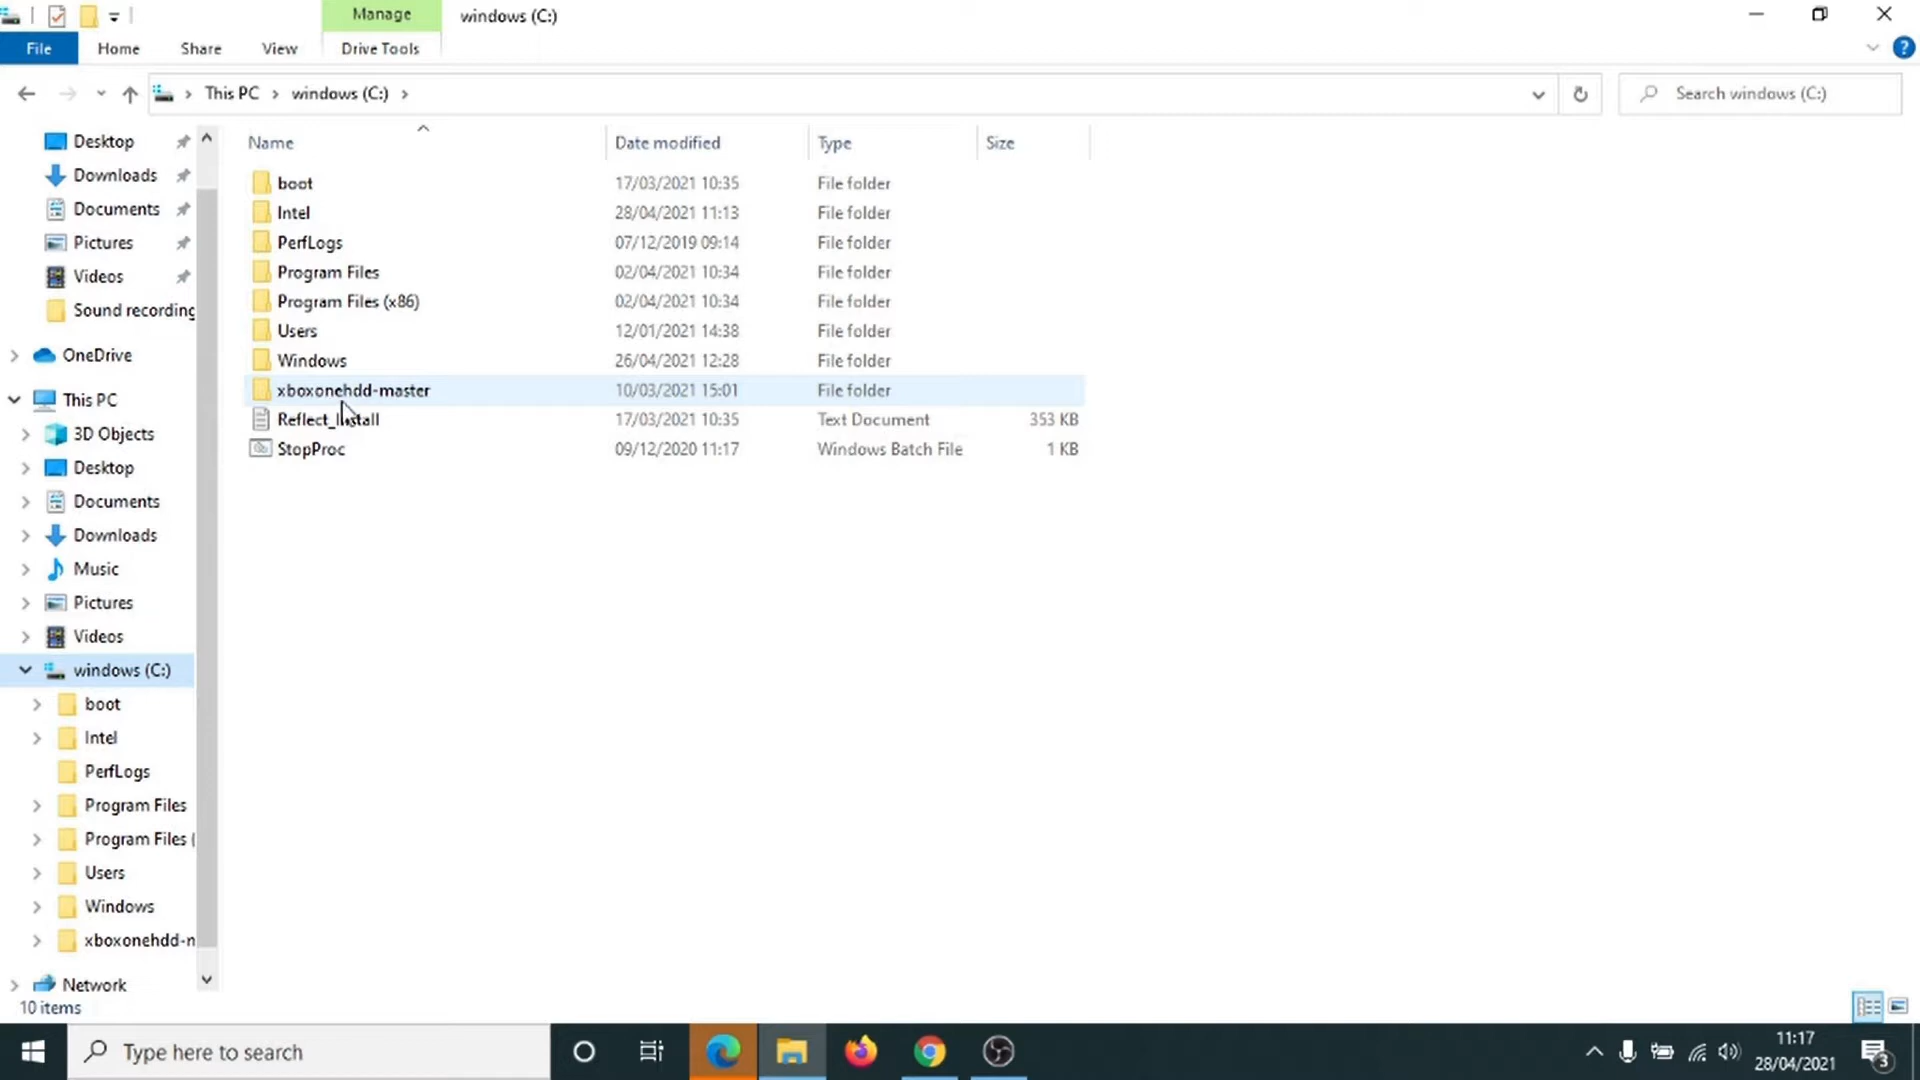 Manage
windows (C:)
File
Home
Share
View
Drive Tools
This PC
windows (C:)
Search windows (C:)
Name
Date modified
Type
Size
boot
17/03/2021 10:35
File folder
Intel
28/04/2021 11:13
File folder
PerfLogs
07/12/2019 09:14
File folder
Program Files
02/04/2021 10:34
File folder
Program Files (x86)
02/04/2021 10:34
File folder
Users
12/01/2021 14:38
File folder
Windows
26/04/2021 12:28
File folder
xboxonehdd-master
10/03/2021 15:01
File folder
Reflect_Install
17/03/2021 10:35
Text Document
353 KB
StopProc
09/12/2020 11:17
Windows Batch File
1 KB
Desktop
Downloads
Documents
Pictures
Videos
Sound recording
OneDrive
This PC
3D Objects
Desktop
Documents
Downloads
Music
Pictures
Videos
windows (C:)
boot
Intel
PerfLogs
Program Files
Program Files (
Users
Windows
xboxonehdd-n
Network
10 items
Type here to search
11:17
28/04/2021
3